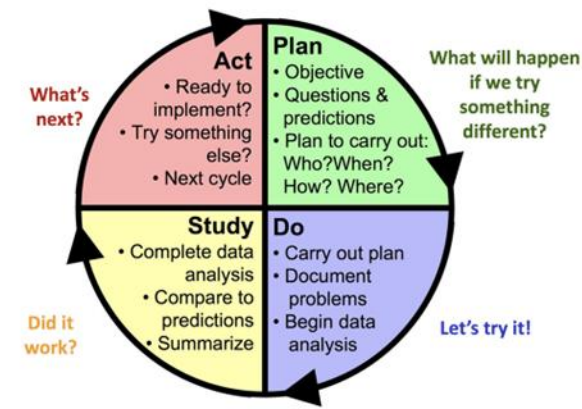 Plan
• Objective
• Questions &
predictions
• Plan to carry out:
Who?When?
How? Where?
What will happen
if we try
something
different?
Do
• Carry out plan
• Document
problems
• Begin data
analysis
Let's try it!
Study
• Complete data
analysis
• Compare to
predictions
• Summarize
Did it
work?
Act
• Ready to
implement?
• Try something
else?
• Next cycle
What's
next?